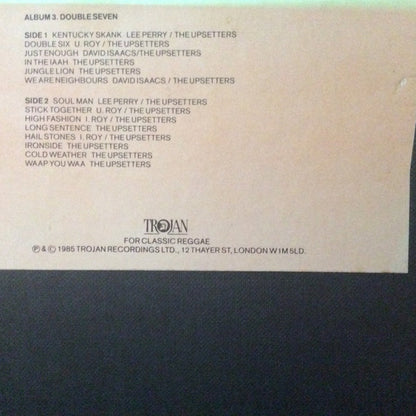 ALBUM 3. DOUBLE SEVEN
SIDE 1 KENTUCKY SKANK LEE PERRY / THE UPSETTERS
DOUBLE SIX U. ROY / THE UPSETTERS
JUST ENOUGH DAVID ISAACS/THE UPSETTERS
IN THE IAAH THE UPSETTERS
JUNGLE LION THE UPSETTERS
WE ARE NEIGHBOURS DAVID ISAACS / THE UPSETTERS
SIDE 2 SOUL MAN LEE PERRY / THE UPSETTERS
STICK TOGETHER U. ROY / THE UPSETTERS
HIGH FASHION I. ROY / THE UPSETTERS
LONG SENTENCE THE UPSETTERS
HAIL STONES I. ROY / THE UPSETTERS
IRONSIDE THE UPSETTERS
COLD WEATHER THE UPSETTERS
WAAP YOU WAA THE UPSETTERS
TROJAN
FOR CLASSIC REGGAE
℗ & © 1985 TROJAN RECORDINGS LTD., 12 THAYER ST, LONDON W1M 5LD.